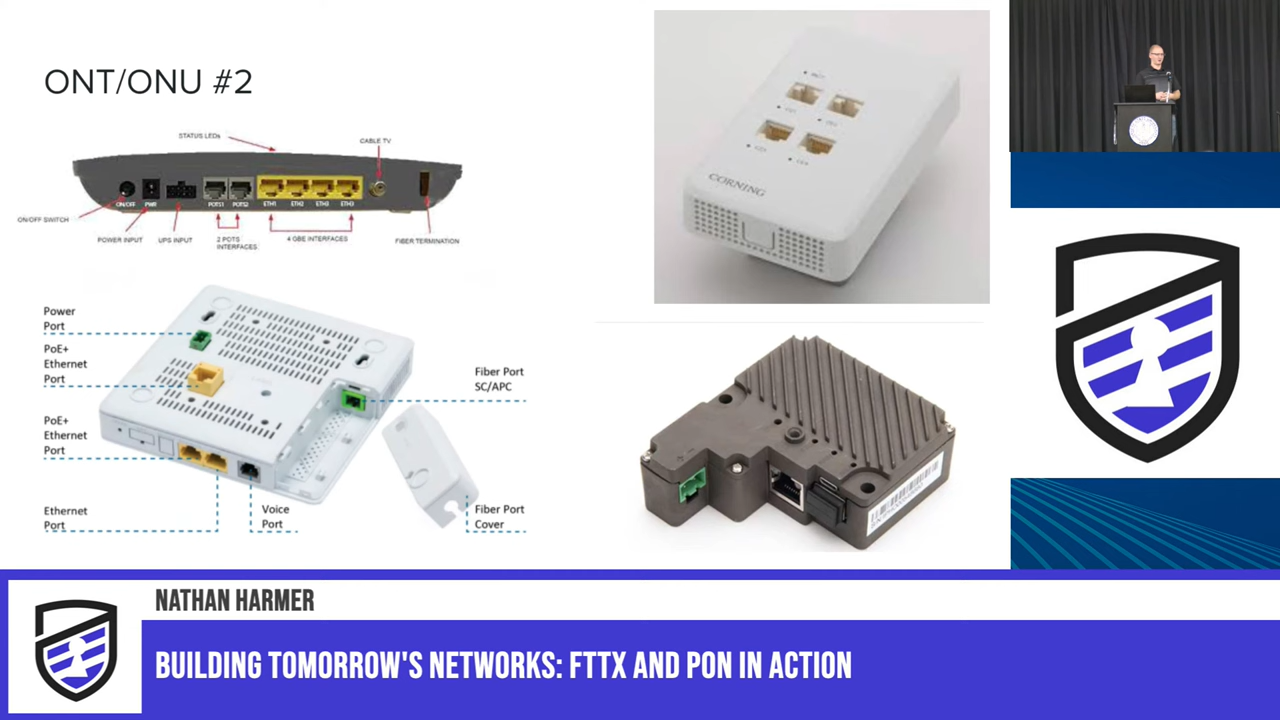 ONT/ONU #2
STATUS LEDs
CABLE TV
ON/OFF
PWR
POTS1
POTS2
ETH1
ETH2
ETH3
ETH3
ON/OFF SWITCH
POWER INPUT
UPS INPUT
2 POTS
INTERFACES
4 GBE INTERFACES
FIBER TERMINATION
CORNING
Power
Port
PoE+
Ethernet
Port
PoE+
Ethernet
Port
Ethernet
Port
Voice
Port
Fiber Port
SC/APC
Fiber Port
Cover
NATHAN HARMER
BUILDING TOMORROW'S NETWORKS: FTTX AND PON IN ACTION